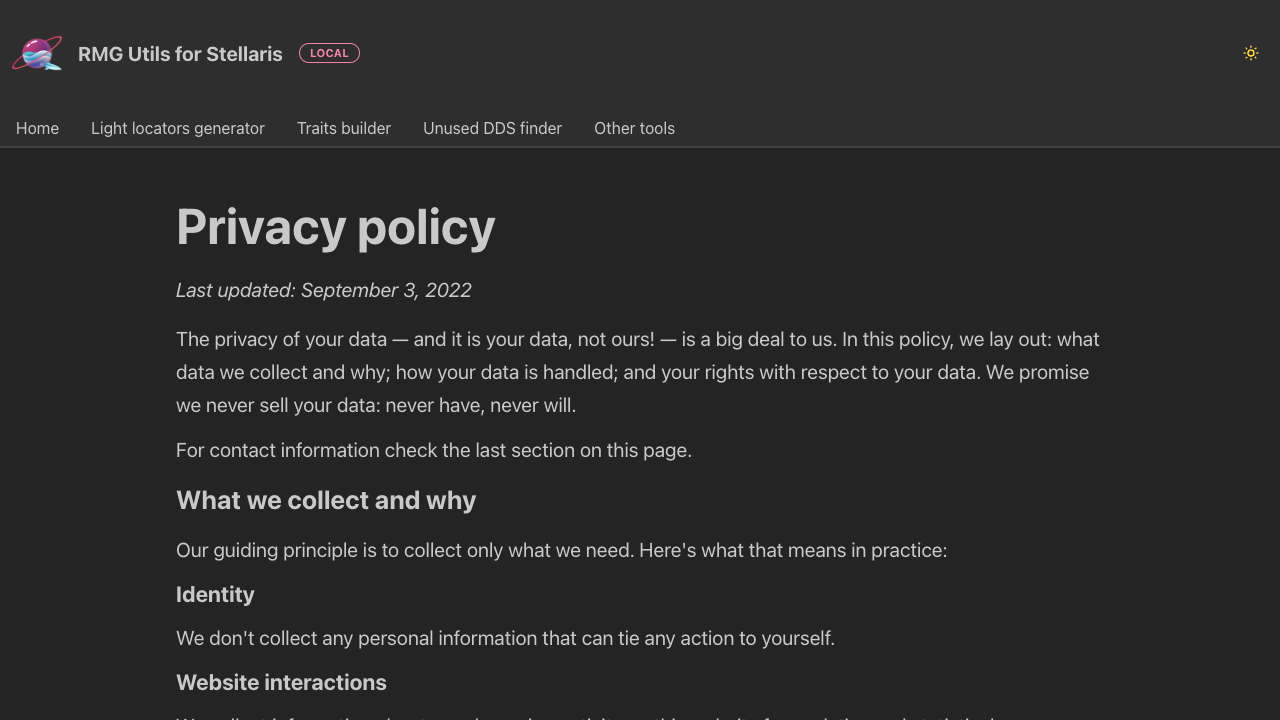 RMG Utils for Stellaris
LOCAL
Home
Light locators generator
Traits builder
Unused DDS finder
Other tools
Privacy policy
Last updated: September 3, 2022
The privacy of your data — and it is your data, not ours! — is a big deal to us. In this policy, we lay out: what
data we collect and why; how your data is handled; and your rights with respect to your data. We promise
we never sell your data: never have, never will.
For contact information check the last section on this page.
What we collect and why
Our guiding principle is to collect only what we need. Here's what that means in practice:
Identity
We don't collect any personal information that can tie any action to yourself.
Website interactions